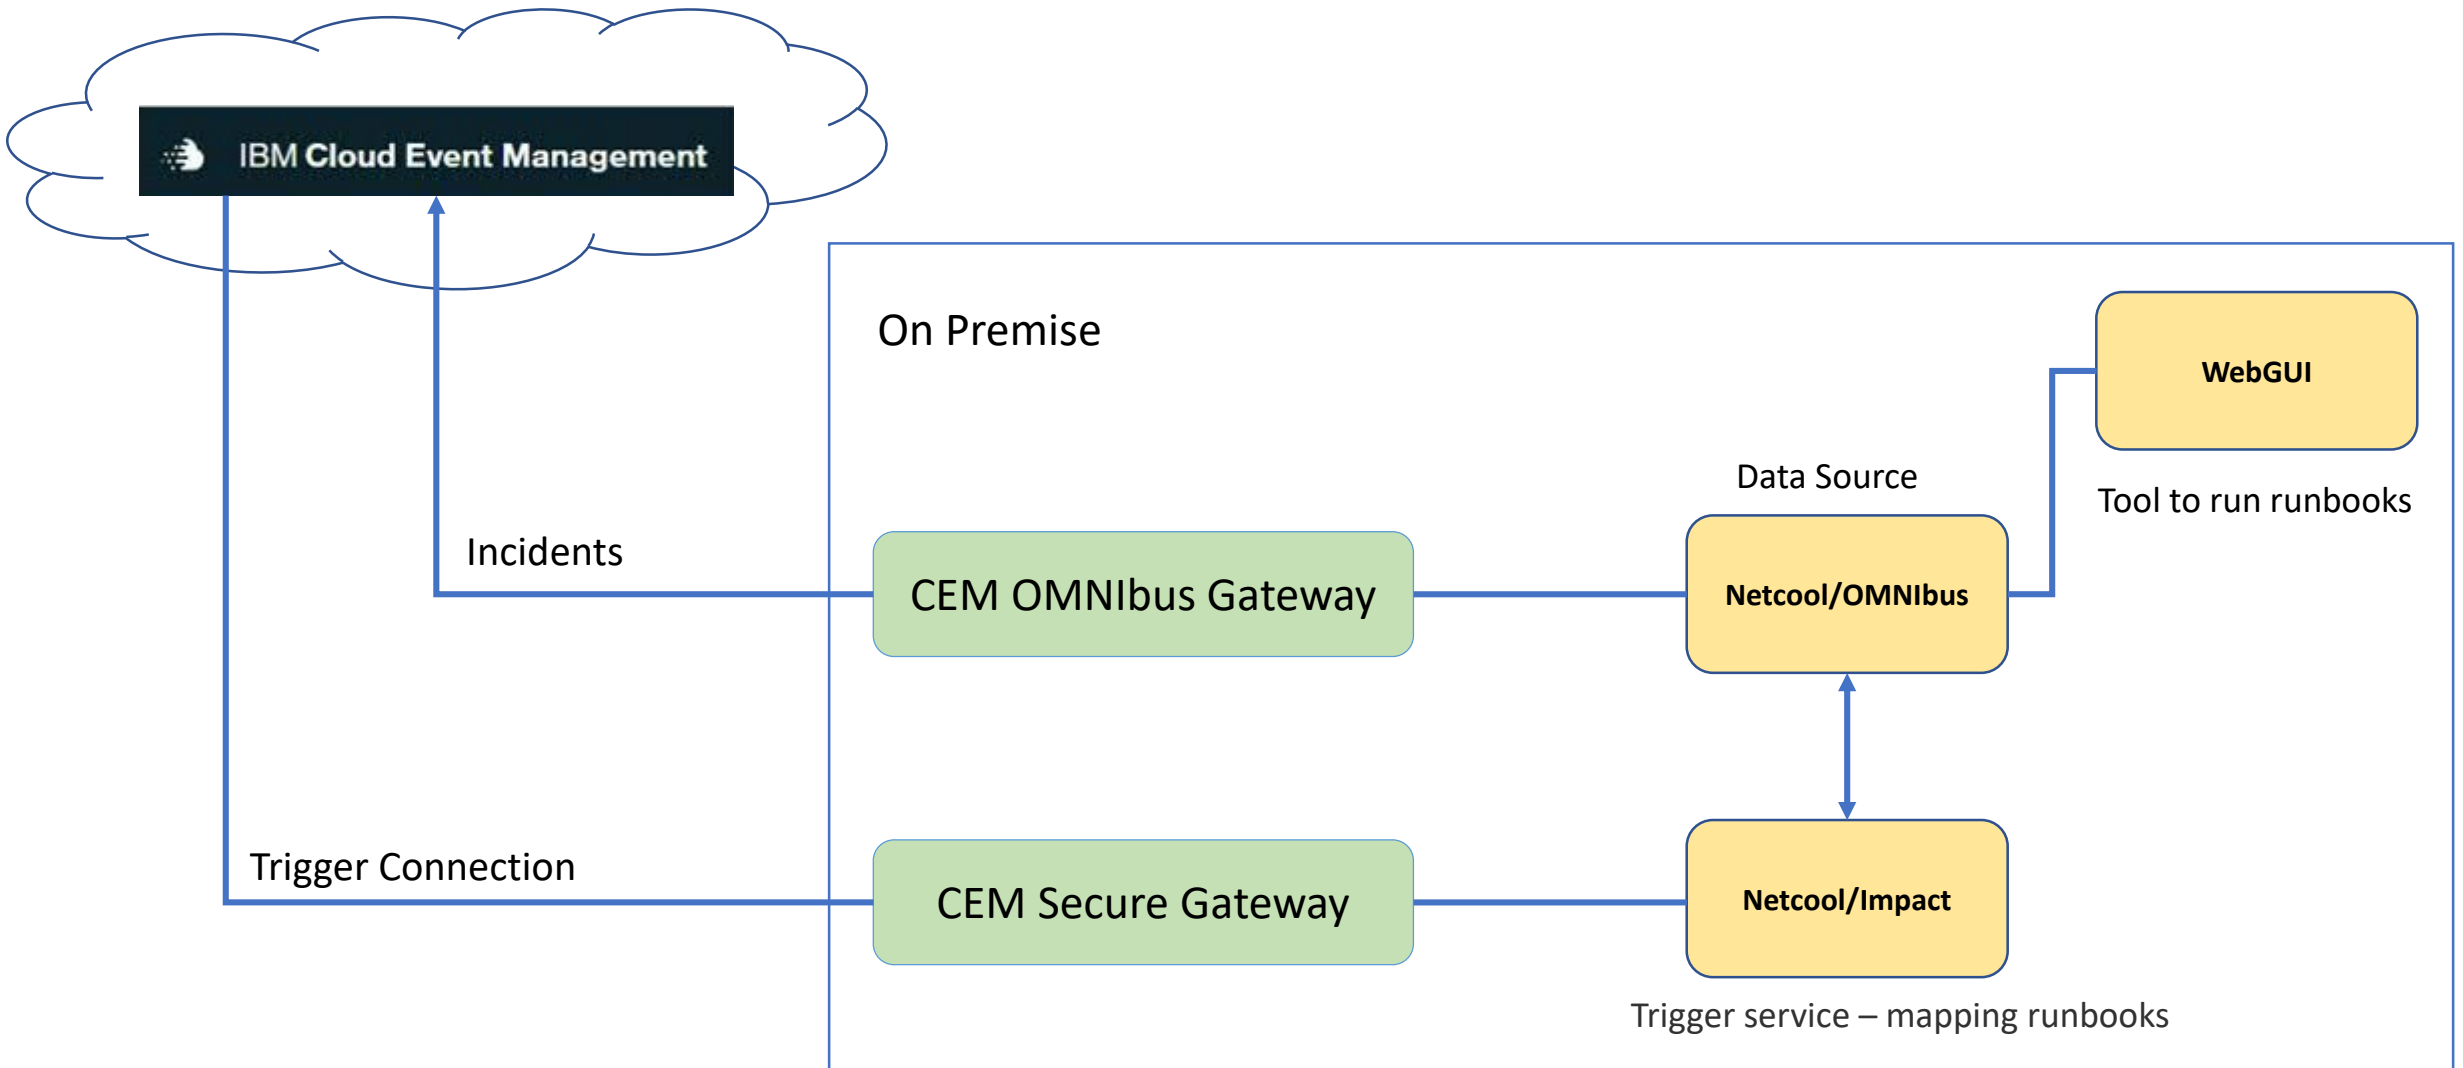 IBM Cloud Event Management
On Premise
WebGUI
Data Source
Tool to run runbooks
Incidents
CEM OMNIbus Gateway
Netcool/OMNIbus
Trigger Connection
CEM Secure Gateway
Netcool/Impact
Trigger service – mapping runbooks